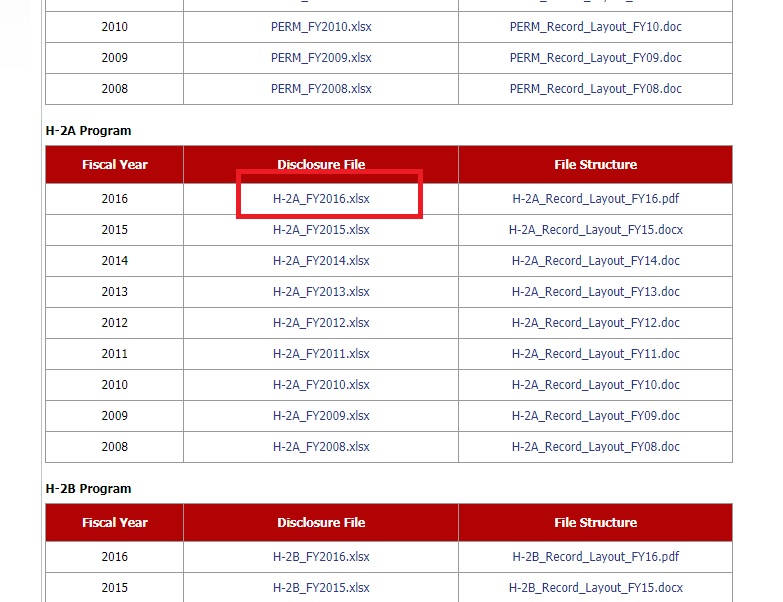 2010 PERM_FY2010.xlsx PERM_Record_Layout_FY10.doc
2009 PERM_FY2009.xlsx PERM_Record_Layout_FY09.doc
2008 PERM_FY2008.xlsx PERM_Record_Layout_FY08.doc
H-2A Program
Fiscal Year Disclosure File File Structure
2016 H-2A_FY2016.xlsx H-2A_Record_Layout_FY16.pdf
2015 H-2A_FY2015.xlsx H-2A_Record_Layout_FY15.docx
2014 H-2A_FY2014.xlsx H-2A_Record_Layout_FY14.doc
2013 H-2A_FY2013.xlsx H-2A_Record_Layout_FY13.doc
2012 H-2A_FY2012.xlsx H-2A_Record_Layout_FY12.doc
2011 H-2A_FY2011.xlsx H-2A_Record_Layout_FY11.doc
2010 H-2A_FY2010.xlsx H-2A_Record_Layout_FY10.doc
2009 H-2A_FY2009.xlsx H-2A_Record_Layout_FY09.doc
2008 H-2A_FY2008.xlsx H-2A_Record_Layout_FY08.doc
H-2B Program
Fiscal Year Disclosure File File Structure
2016 H-2B_FY2016.xlsx H-2B_Record_Layout_FY16.pdf
2015 H-2B_FY2015.xlsx H-2B_Record_Layout_FY15.docx